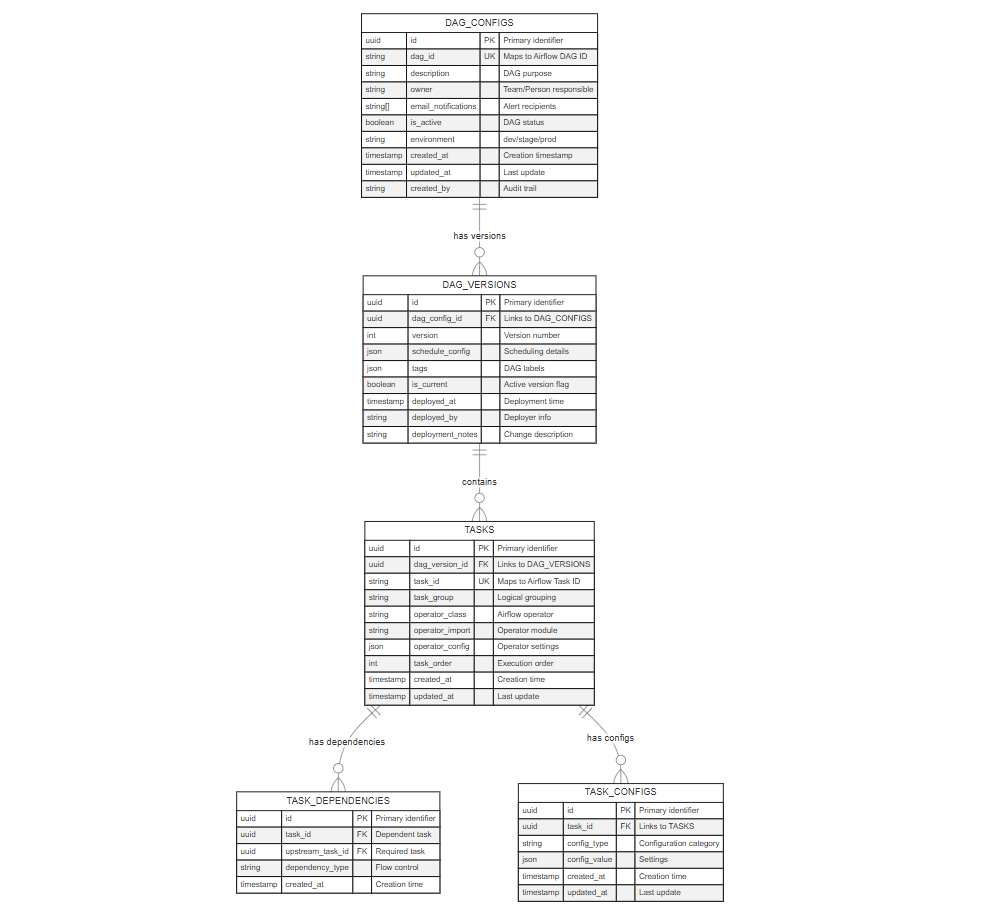 DAG_CONFIGS
uuid id PK Primary identifier
string dag_id UK Maps to Airflow DAG ID
string description DAG purpose
string owner Team/Person responsible
string[] email_notifications Alert recipients
boolean is_active DAG status
string environment dev/stage/prod
timestamp created_at Creation timestamp
timestamp updated_at Last update
string created_by Audit trail
has versions
DAG_VERSIONS
uuid id PK Primary identifier
uuid dag_config_id FK Links to DAG_CONFIGS
int version Version number
json schedule_config Scheduling details
json tags DAG labels
boolean is_current Active version flag
timestamp deployed_at Deployment time
string deployed_by Deployer info
string deployment_notes Change description
contains
TASKS
uuid id PK Primary identifier
uuid dag_version_id FK Links to DAG_VERSIONS
string task_id UK Maps to Airflow Task ID
string task_group Logical grouping
string operator_class Airflow operator
string operator_import Operator module
json operator_config Operator settings
int task_order Execution order
timestamp created_at Creation time
timestamp updated_at Last update
has dependencies
TASK_DEPENDENCIES
uuid id PK Primary identifier
uuid task_id FK Dependent task
uuid upstream_task_id FK Required task
string dependency_type Flow control
timestamp created_at Creation time
has configs
TASK_CONFIGS
uuid id PK Primary identifier
uuid task_id FK Links to TASKS
string config_type Configuration category
json config_value Settings
timestamp created_at Creation time
timestamp updated_at Last update